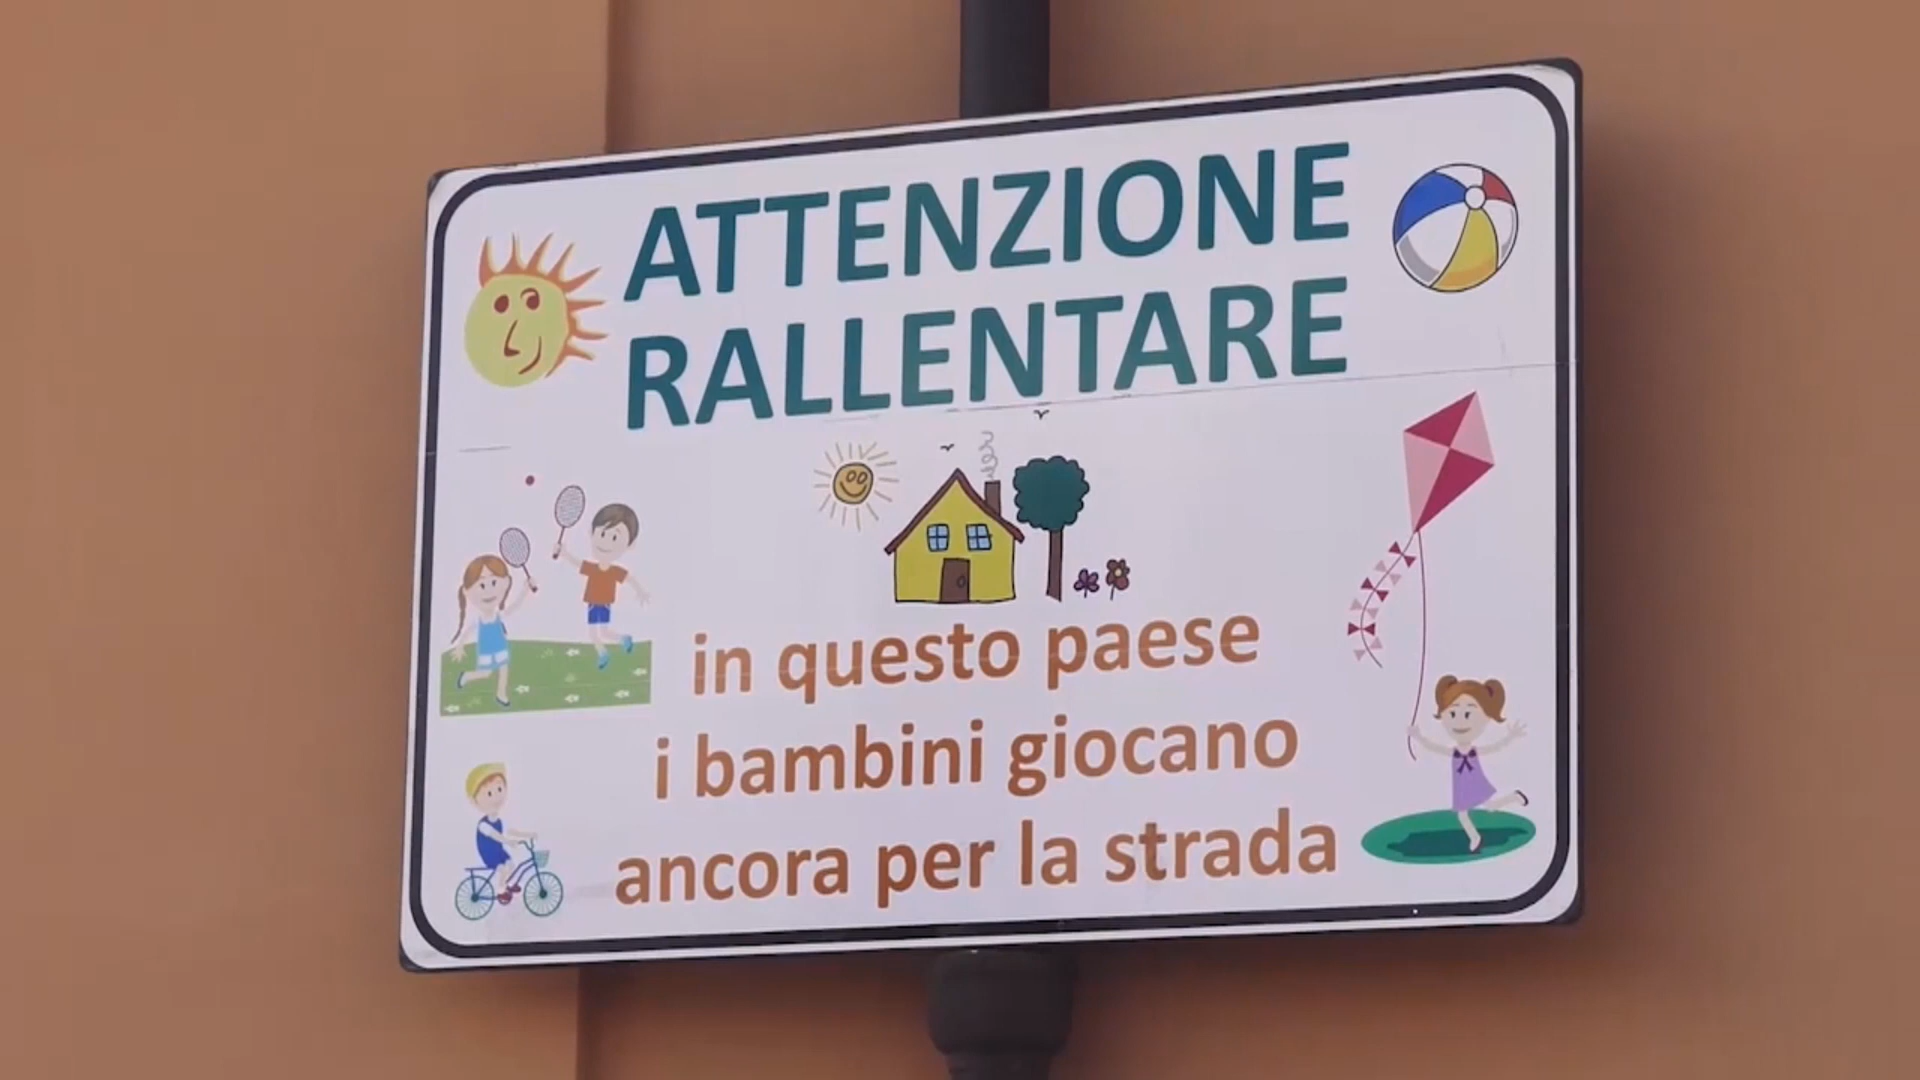 ATTENZIONE
RALLENTARE
in questo paese
i bambini giocano
ancora per la strada